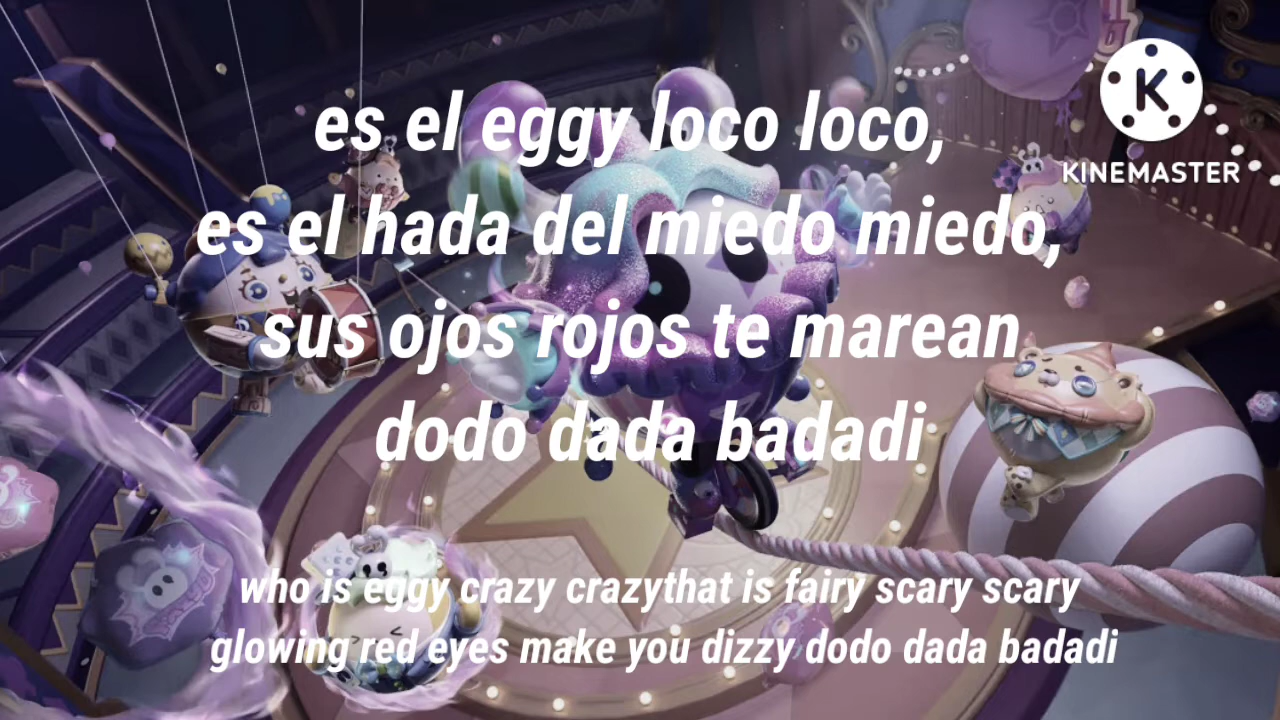 es el eggy loco loco,
KINEMASTER
es el hada del miedo miedo,
sus ojos rojos te marean
dodo dada badadi
who is eggy crazy crazythat is fairy scary scary
glowing red eyes make you dizzy dodo dada badadi